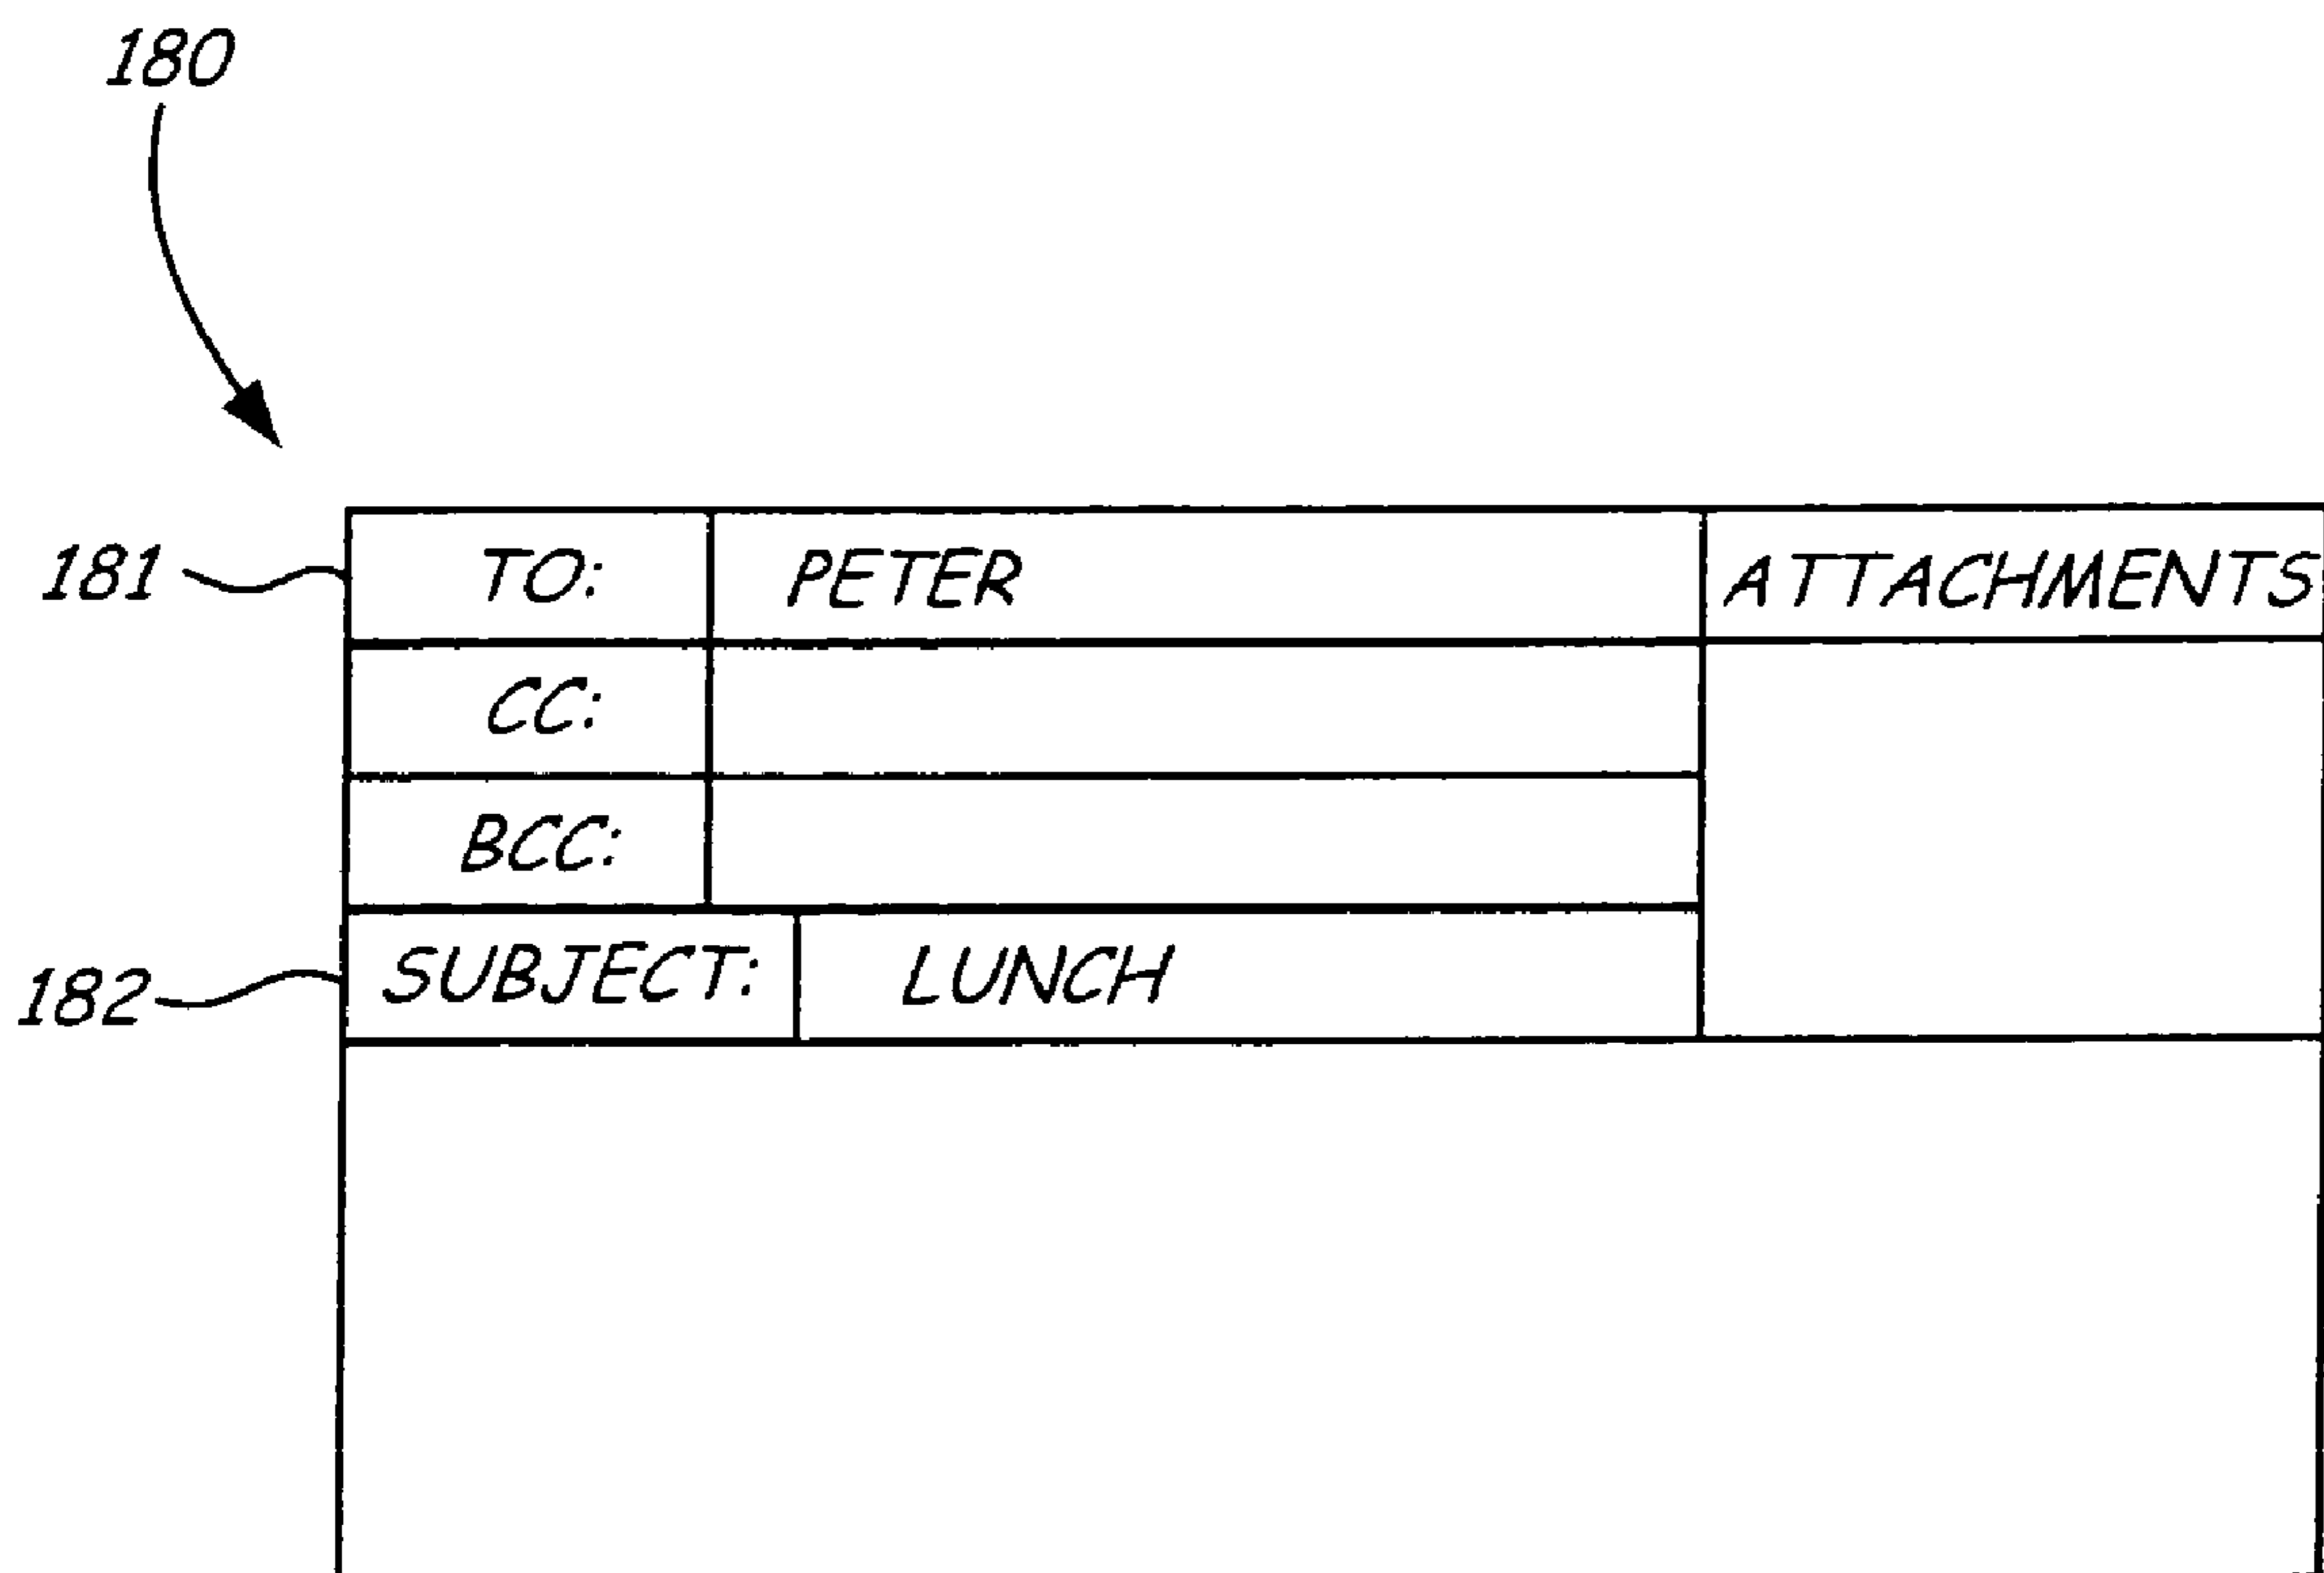 180
181 TO: PETER ATTACHMENTS
CC:
BCC:
182 SUBJECT: LUNCH